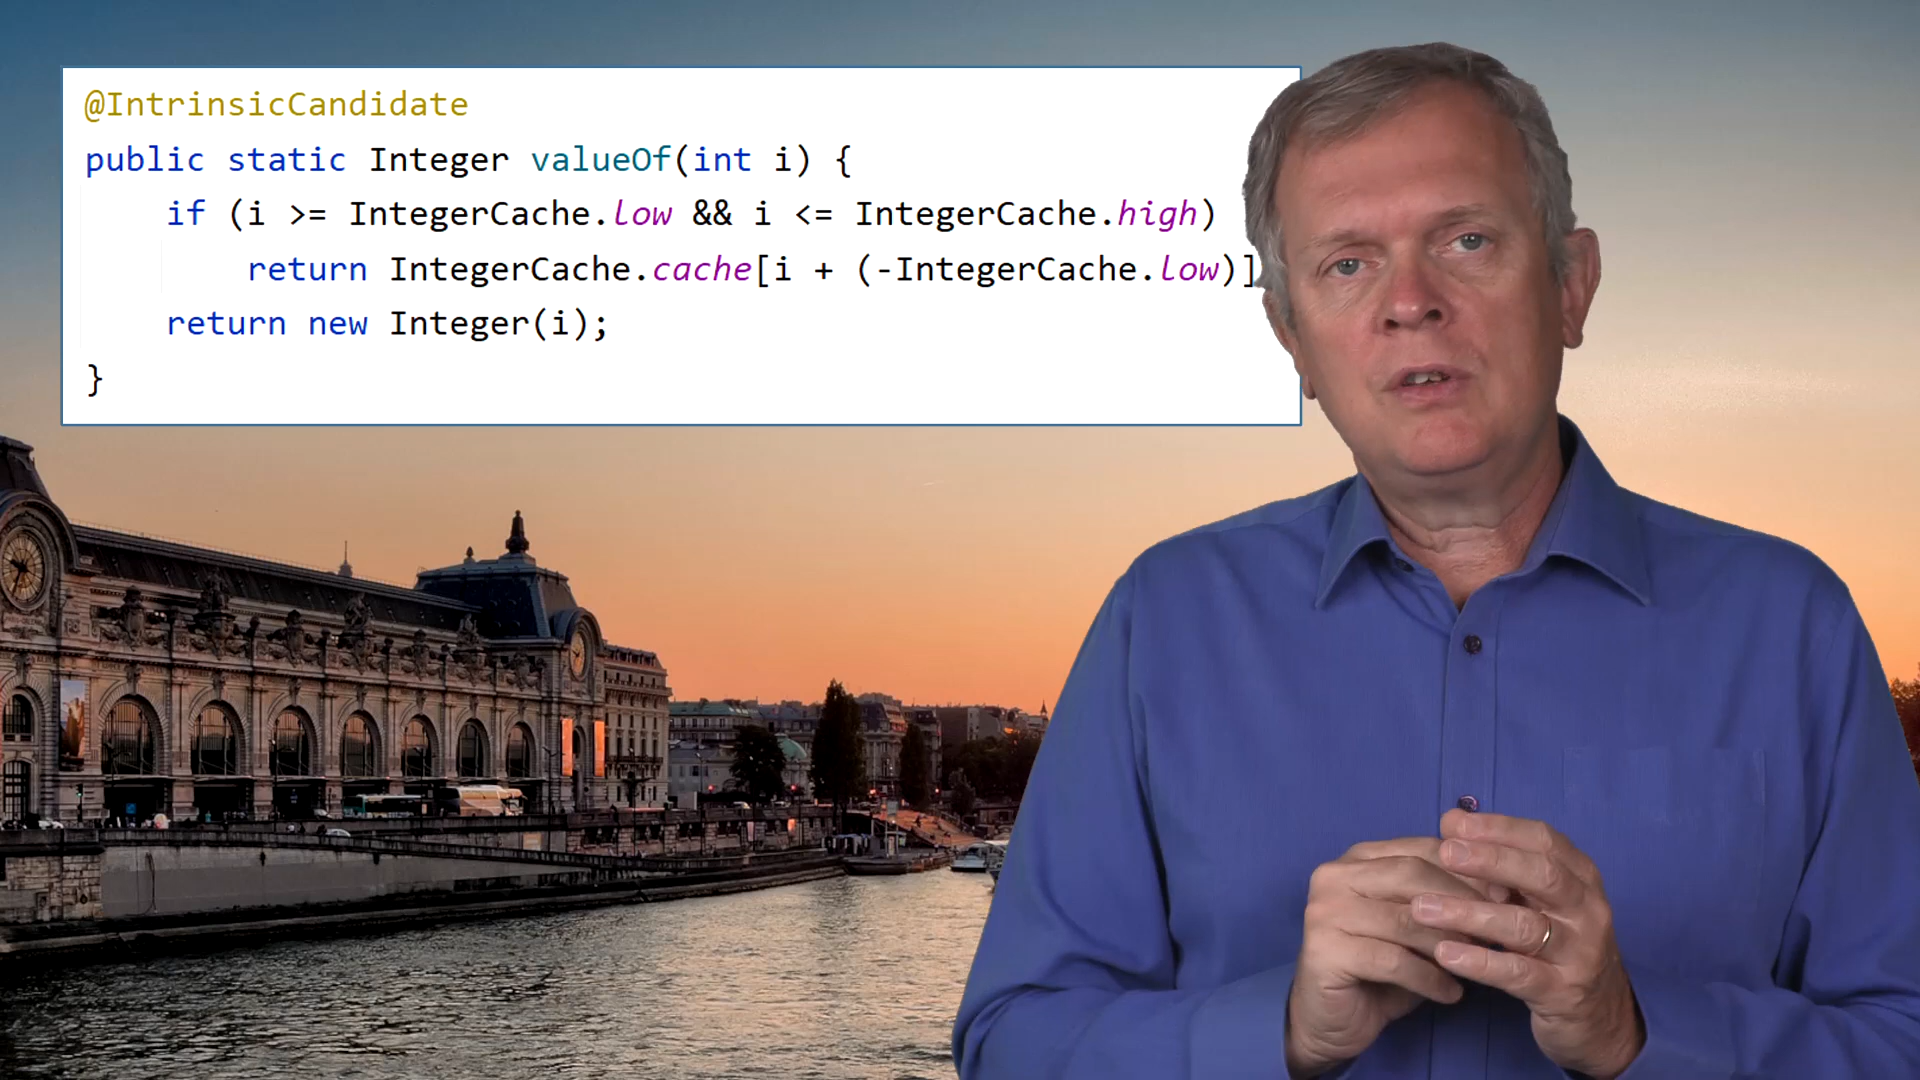 @IntrinsicCandidate
public static Integer valueOf(int i) {
if (i >= IntegerCache.low && i <= IntegerCache.high)
return IntegerCache.cache[i + (-IntegerCache.low)]
return new Integer(i);
}